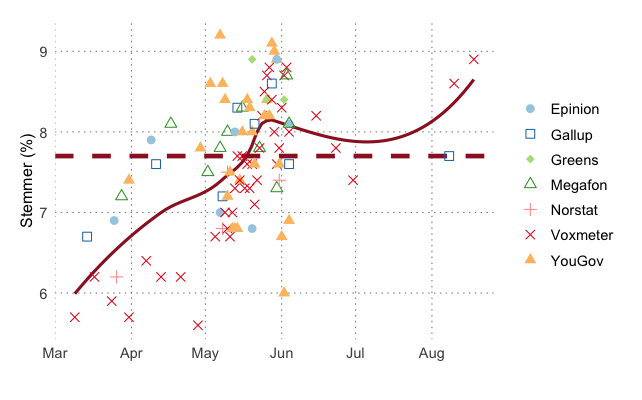 Stemmer (%)
9
8
7
6
Mar
Apr
May
Jun
Jul
Aug
Epinion
Gallup
Greens
Megafon
Norstat
Voxmeter
YouGov